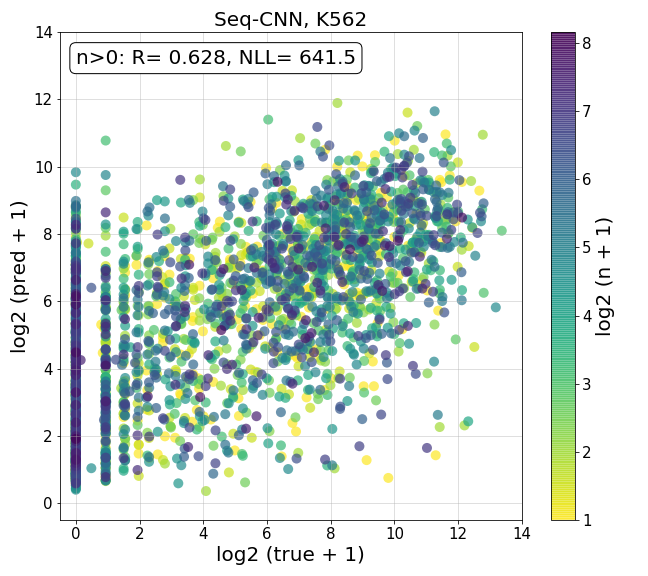 Seq-CNN, K562
n>0: R= 0.628, NLL= 641.5
log2 (pred + 1)
14
12
10
8
6
4
2
0
0 2 4 6 8 10 12 14
log2 (true + 1)
8
7
6
5
4
3
2
1
log2 (n + 1)